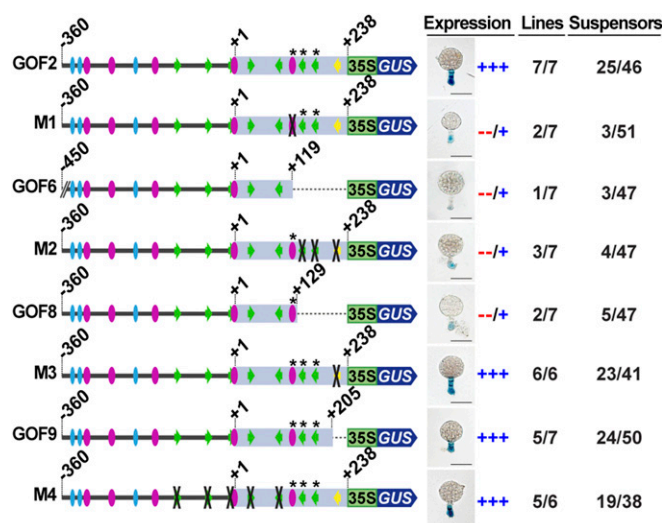 Expression Lines Suspensors
-360 +1 *** +238
GOF2 35S GUS +++ 7/7 25/46
-360 +1 ** +238
M1 X 35S GUS --/+ 2/7 3/51
-450 +1 +119
GOF6 35S GUS --/+ 1/7 3/47
-360 +1 +238
M2 * X X X 35S GUS --/+ 3/7 4/47
-360 +1 +129
GOF8 * 35S GUS --/+ 2/7 5/47
-360 +1 *** +238
M3 X 35S GUS +++ 6/6 23/41
-360 +1 *** +205
GOF9 35S GUS +++ 5/7 24/50
-360 +1 *** +238
M4 X X X X X 35S GUS +++ 5/6 19/38